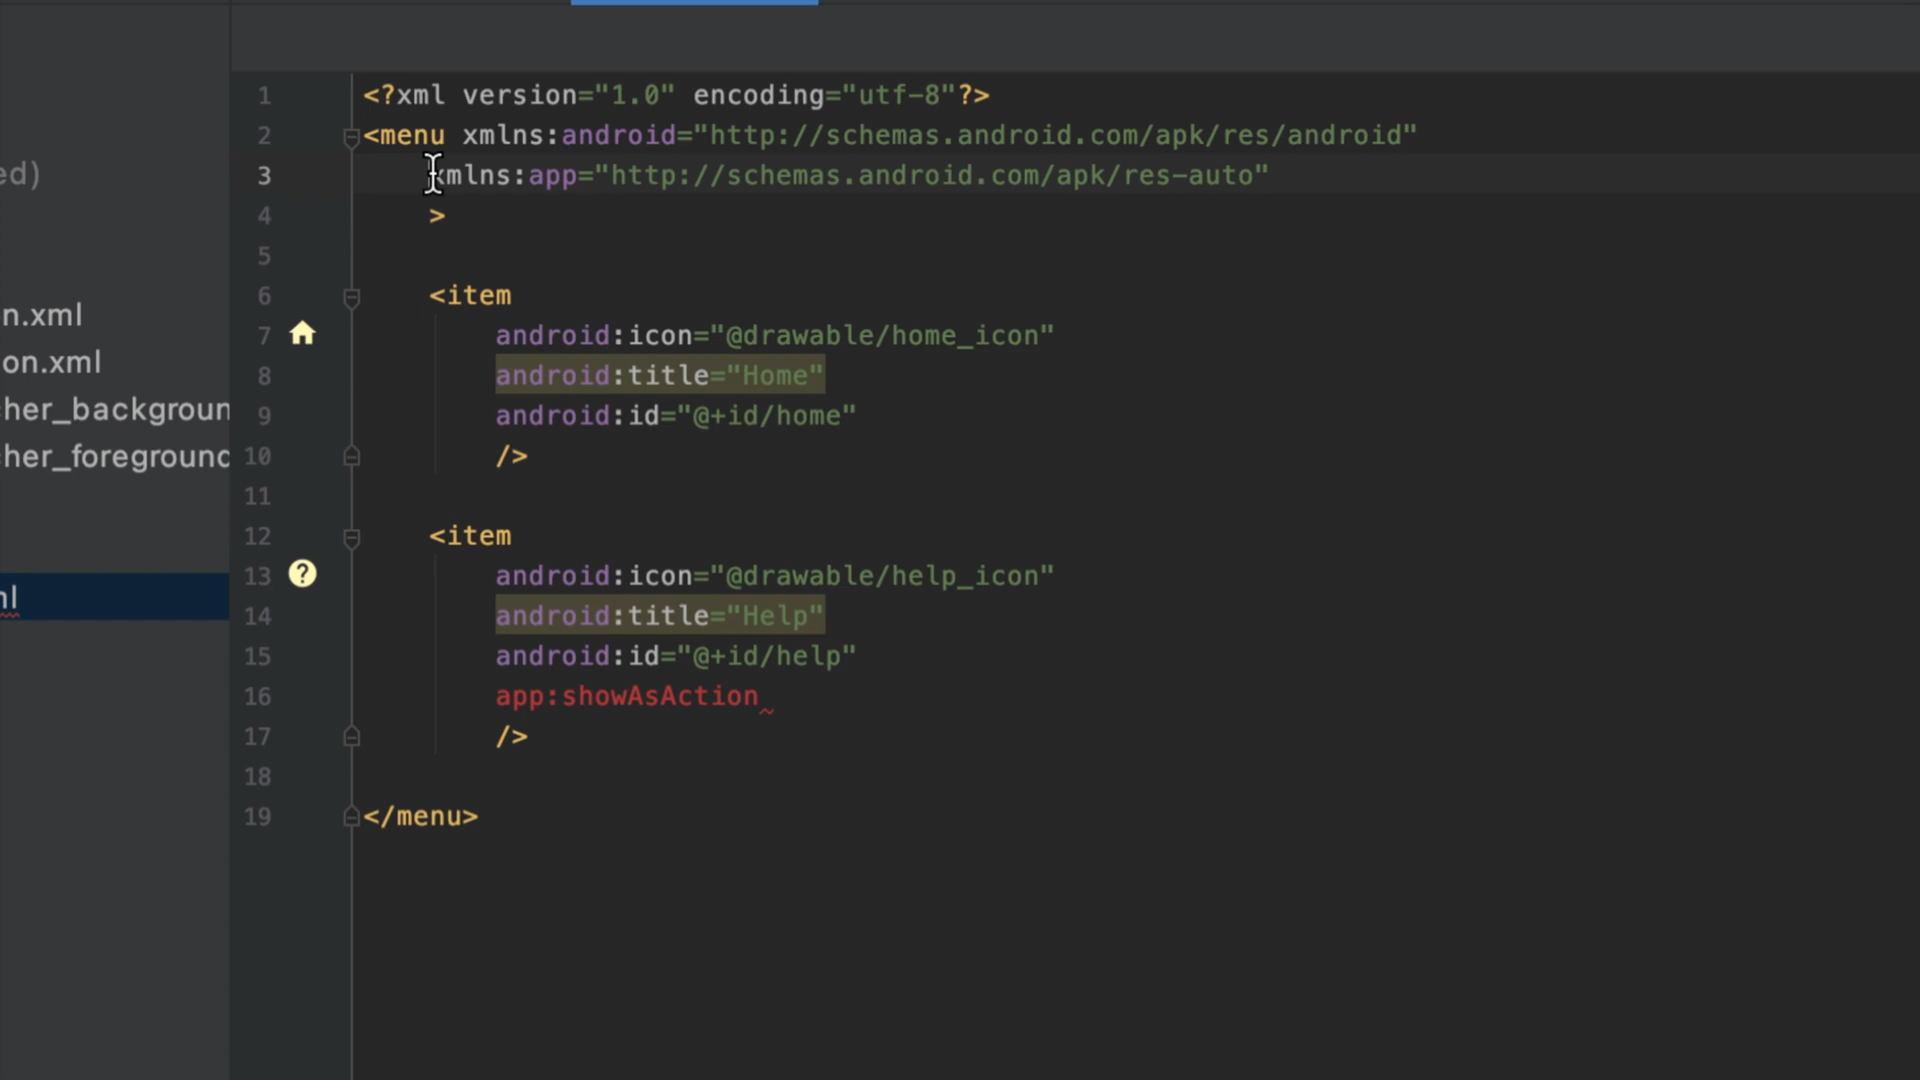 ed)
n.xml
on.xml
cher_backgroun
cher_foreground
ml
1 <?xml version="1.0" encoding="utf-8"?>
2 <menu xmlns:android="http://schemas.android.com/apk/res/android"
3 xmlns:app="http://schemas.android.com/apk/res-auto"
4 >
5
6 <item
7 android:icon="@drawable/home_icon"
8 android:title="Home"
9 android:id="@+id/home"
10 />
11
12 <item
13 android:icon="@drawable/help_icon"
14 android:title="Help"
15 android:id="@+id/help"
16 app:showAsAction
17 />
18
19 </menu>